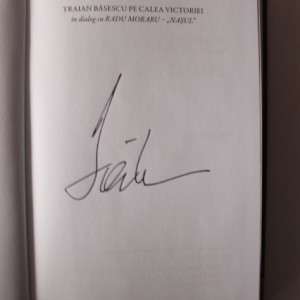 TRAIAN BĂSESCU PE CALEA VICTORIEI
în dialog cu RADU MORARU – „NAȘUL”